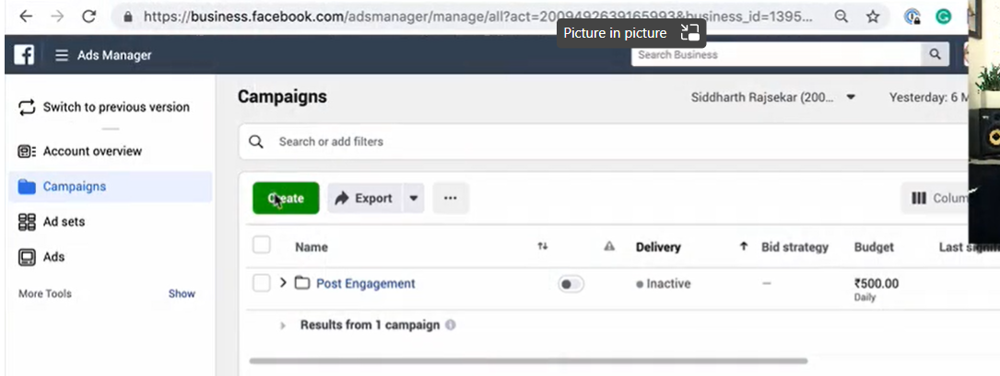 https://business.facebook.com/adsmanager/manage/all?act=2009492639165993&business_id=1395...
Picture in picture
Ads Manager
Search Business
Switch to previous version
Campaigns
Siddharth Rajsekar (200...
Yesterday: 6 M
Account overview
Search or add filters
Campaigns
Create
Export
Colum
Ad sets
Name
Delivery
Bid strategy
Budget
Last signifi
Ads
Post Engagement
Inactive
—
₹500.00
Daily
More Tools
Show
Results from 1 campaign